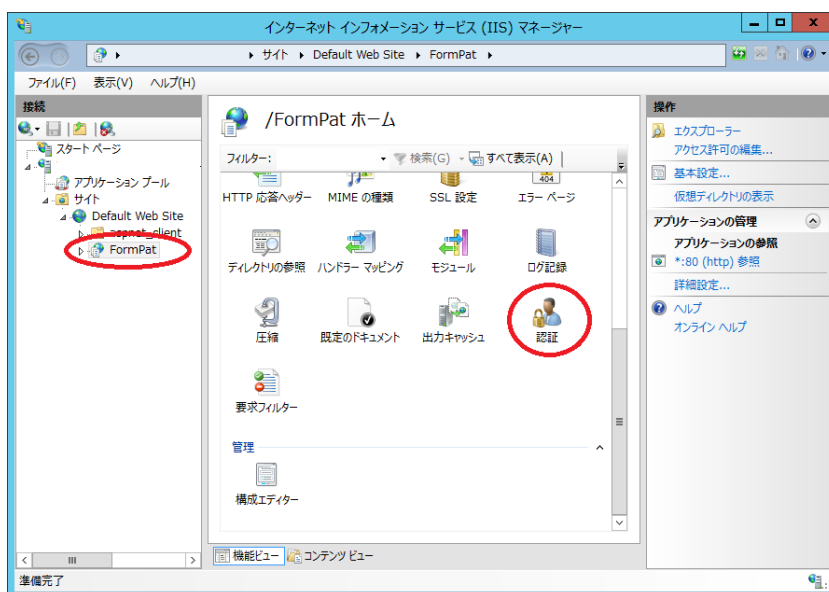 インターネット インフォメーション サービス (IIS) マネージャー
サイト
Default Web Site
FormPat
ファイル(F) 表示(V) ヘルプ(H)
接続
スタート ページ
アプリケーション プール
サイト
Default Web Site
aspnet_client
FormPat
/FormPat ホーム
フィルター: 検索(G) すべて表示(A)
404
HTTP 応答ヘッダー MIME の種類 SSL 設定 エラー ページ
ディレクトリの参照 ハンドラー マッピング モジュール ログ記録
圧縮 既定のドキュメント 出力キャッシュ 認証
要求フィルター
管理
構成エディター
機能ビュー コンテンツ ビュー
操作
エクスプローラー
アクセス許可の編集...
基本設定...
仮想ディレクトリの表示
アプリケーションの管理
アプリケーションの参照
*:80 (http) 参照
詳細設定...
ヘルプ
オンライン ヘルプ
準備完了